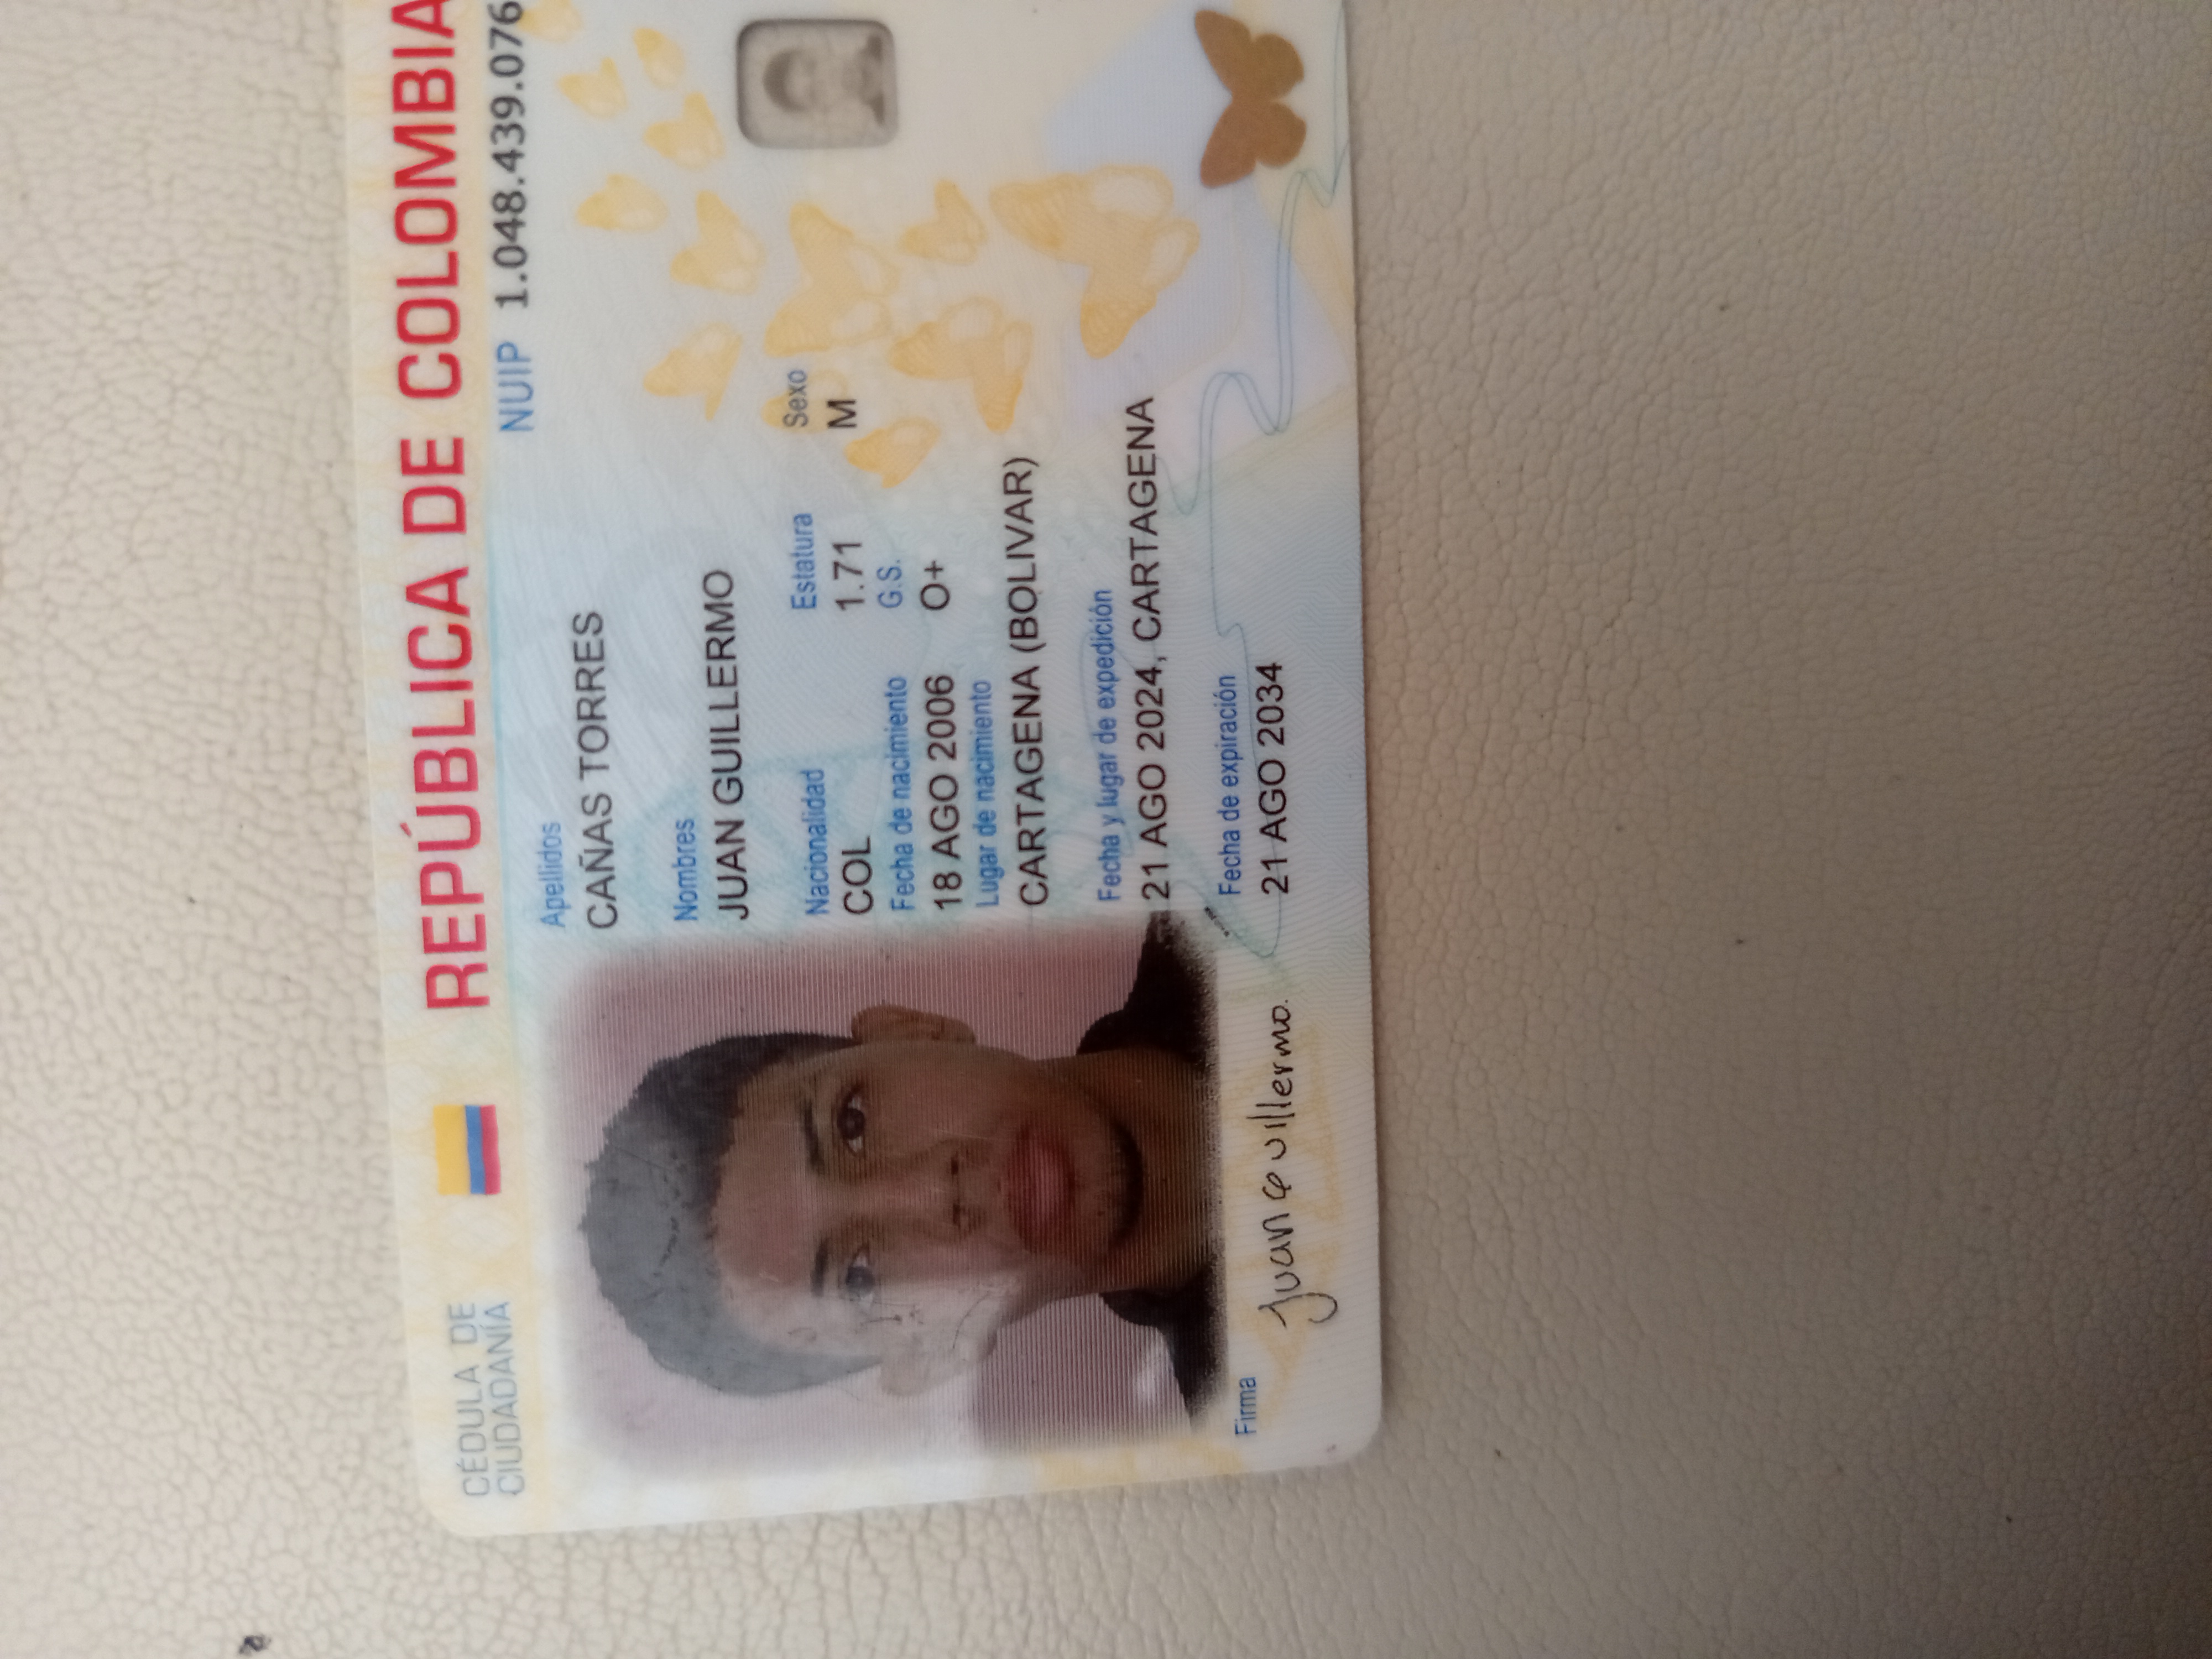 REPÚBLICA DE COLOMBIA
CÉDULA DE
CIUDADANÍA
NUIP 1.048.439.076
Apellidos
CAÑAS TORRES
Nombres
JUAN GUILLERMO
Nacionalidad Estatura Sexo
COL 1.71 M
Fecha de nacimiento G.S.
18 AGO 2006 O+
Lugar de nacimiento
CARTAGENA (BOLIVAR)
Fecha y lugar de expedición
21 AGO 2024, CARTAGENA
Fecha de expiración
21 AGO 2034
Firma
Juan Guillermo.